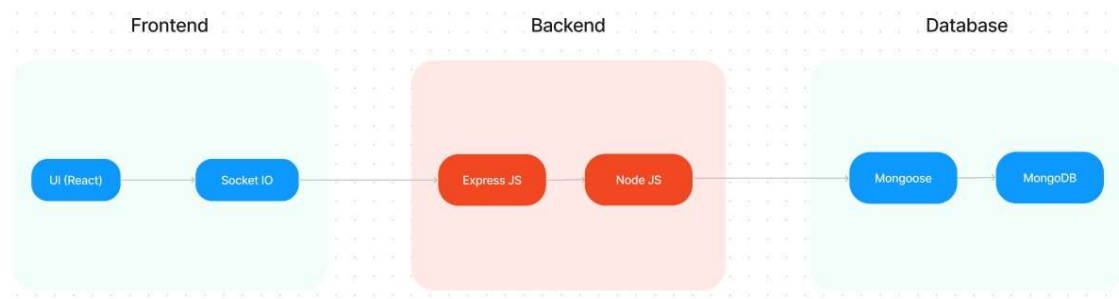 Frontend
Backend
Database
UI (React)
Socket IO
Express JS
Node JS
Mongoose
MongoDB